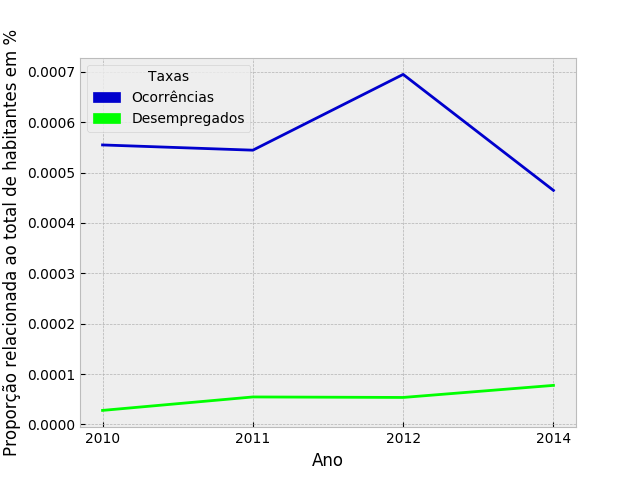 Proporção relacionada ao total de habitantes em %
0.0007
0.0006
0.0005
0.0004
0.0003
0.0002
0.0001
0.0000
Taxas
Ocorrências
Desempregados
2010 2011 2012 2014
Ano